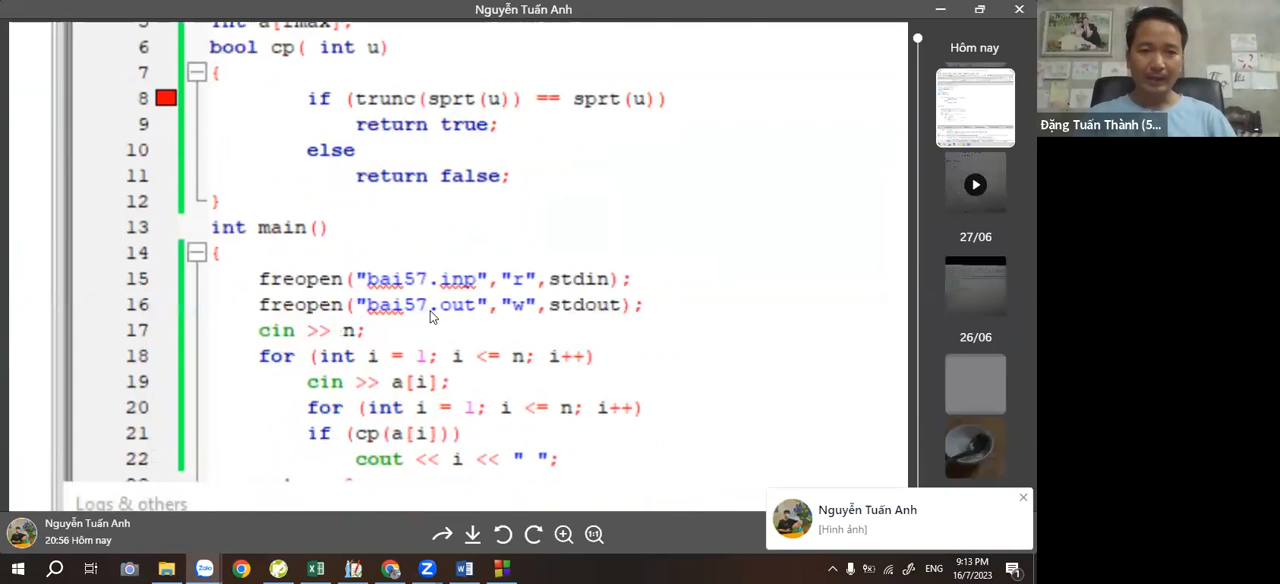 Nguyễn Tuấn Anh
5 int a[imax];
6 bool cp( int u)
7 {
8 if (trunc(sprt(u)) == sprt(u))
9 return true;
10 else
11 return false;
12 }
13 int main()
14 {
15 freopen("bai57.inp","r",stdin);
16 freopen("bai57.out","w",stdout);
17 cin >> n;
18 for (int i = 1; i <= n; i++)
19 cin >> a[i];
20 for (int i = 1; i <= n; i++)
21 if (cp(a[i]))
22 cout << i << " ";
Logs & others
Nguyễn Tuấn Anh
20:56 Hôm nay
Hôm nay
27/06
26/06
Nguyễn Tuấn Anh
[Hình ảnh]
Đặng Tuấn Thành (5...
Zalo
ENG
9:13 PM
16/7/2023